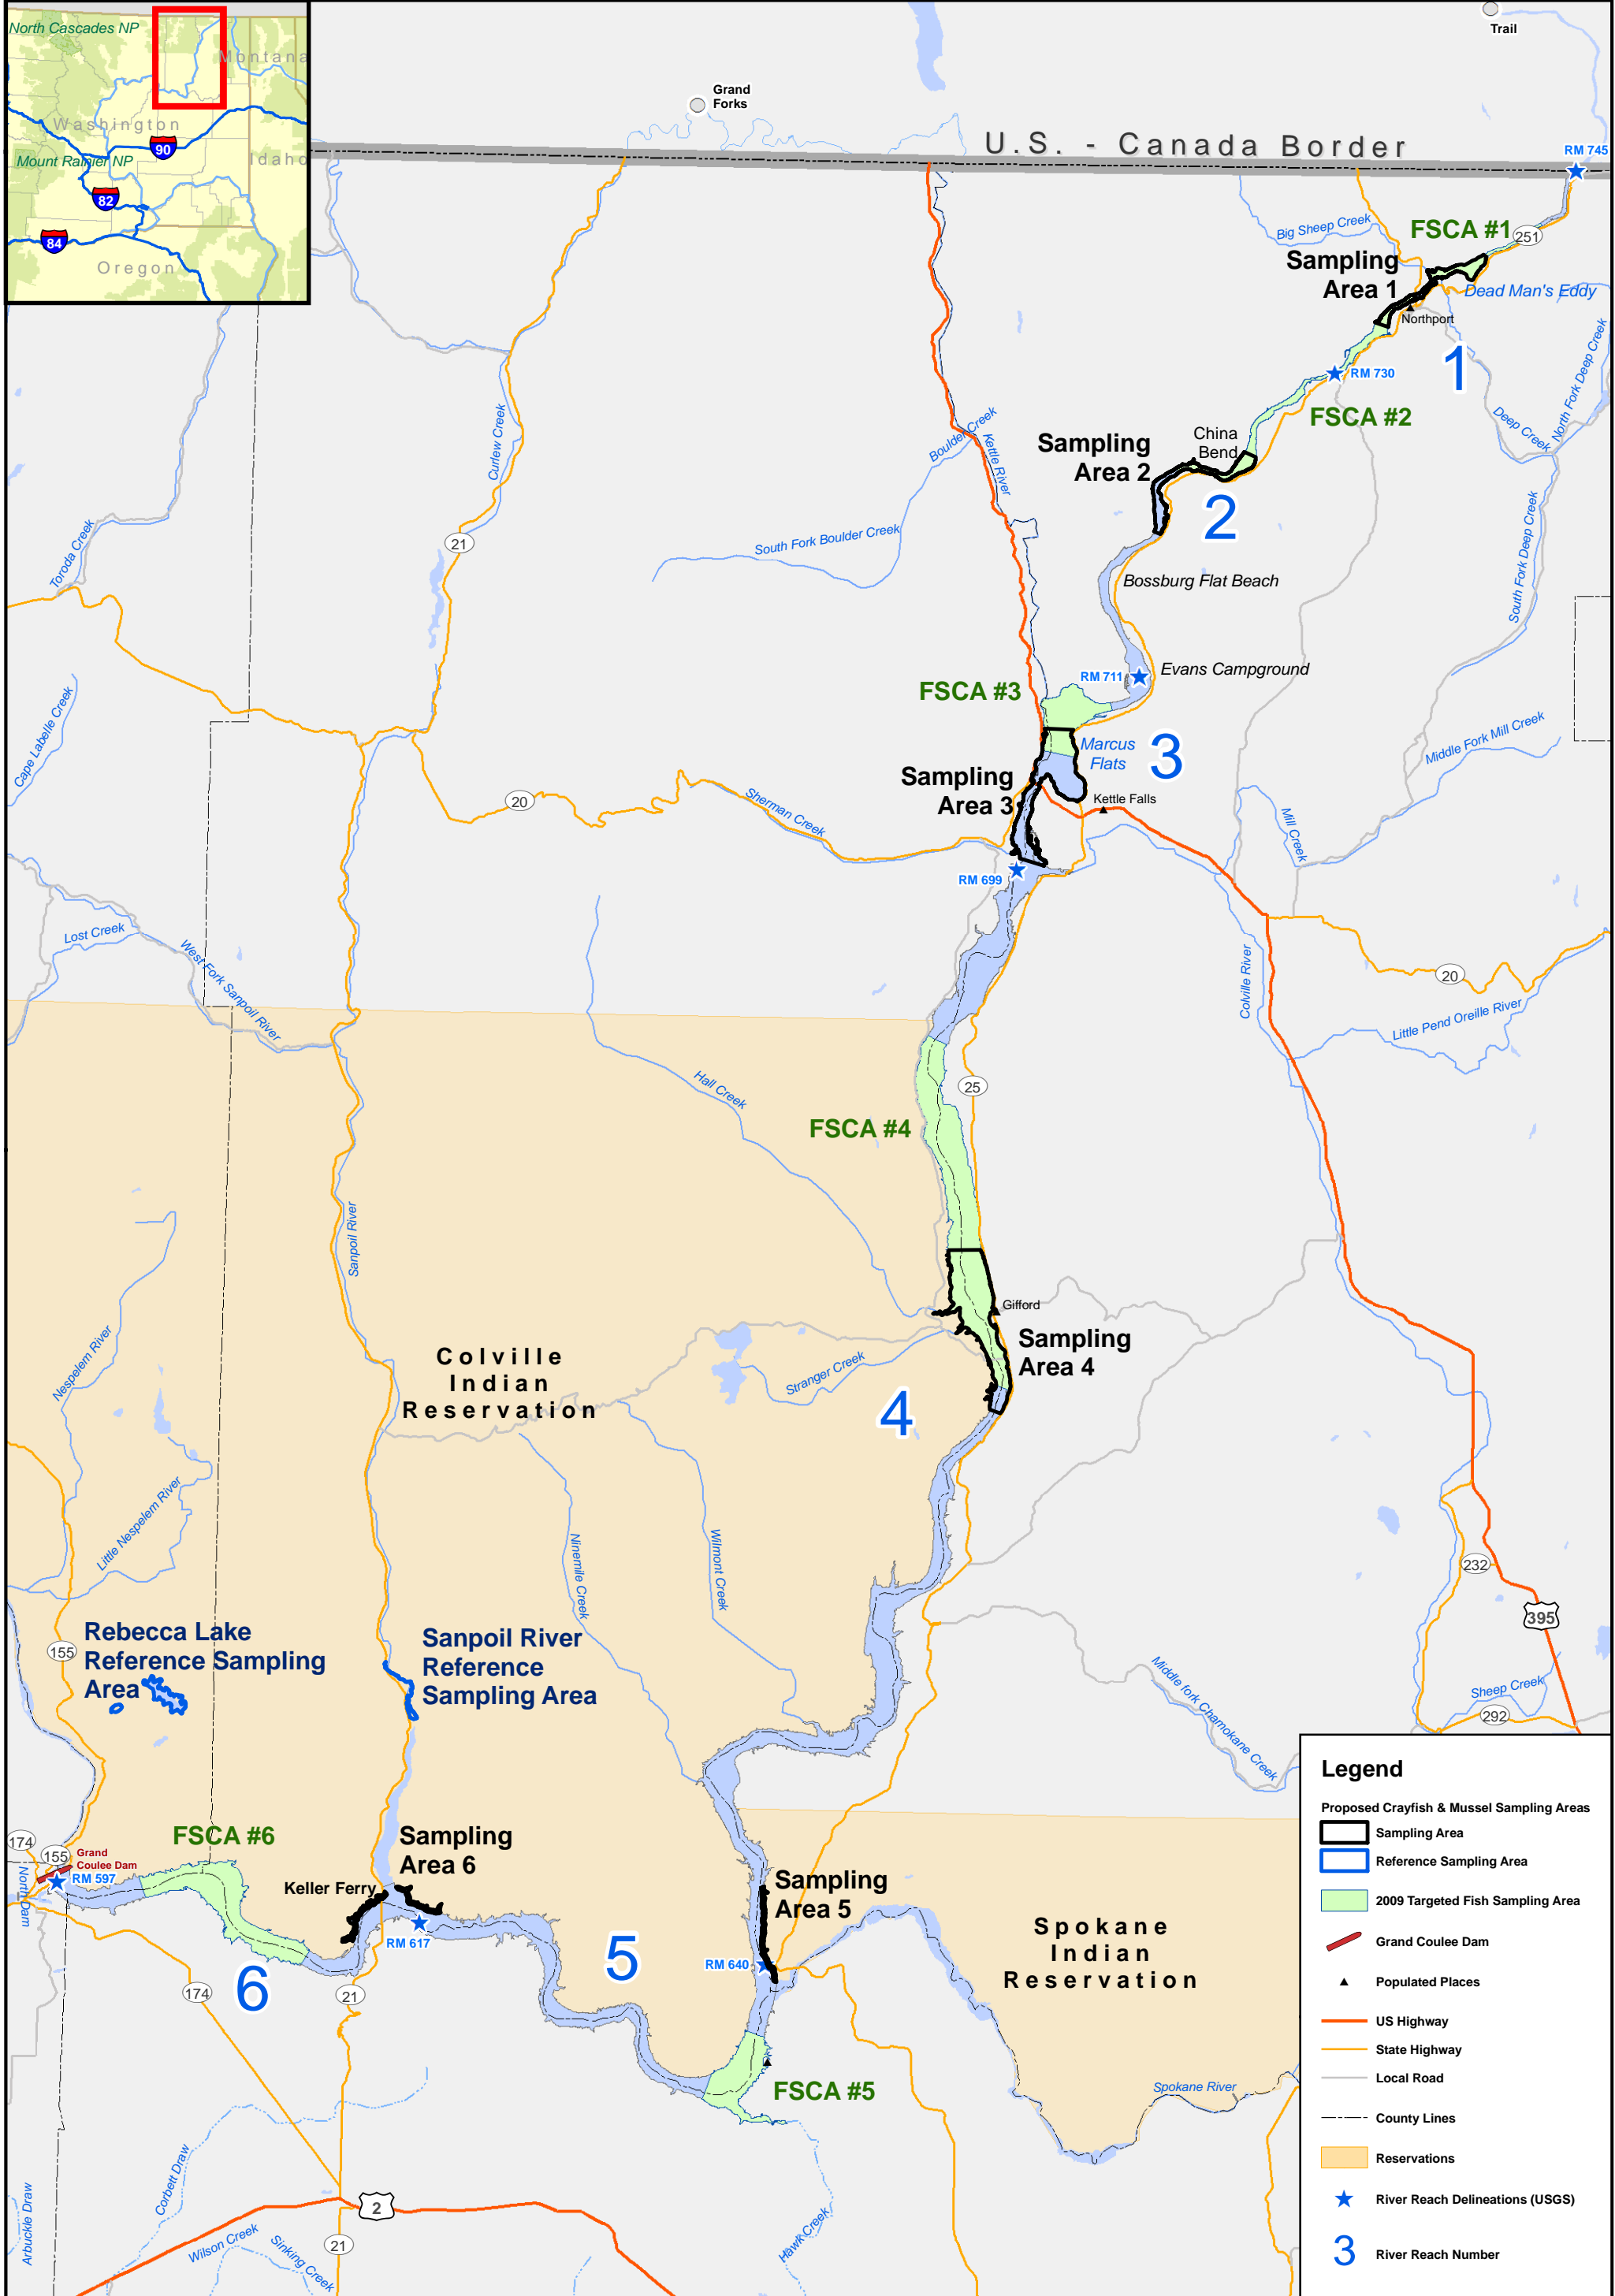 North Cascades NP
Montana
Washington
90
Mount Rainier NP
Idaho
82
84
Oregon
Trail
Grand
Forks
U.S. - Canada Border
RM 745
Big Sheep Creek
FSCA #1
251
Sampling
Area 1
Dead Man's Eddy
Northport
1
RM 730
North Fork Deep Creek
Deep Creek
FSCA #2
China
Bend
Sampling
Area 2
2
Curlew Creek
Boulder Creek
Kettle River
South Fork Boulder Creek
21
Toroda Creek
South Fork Deep Creek
Bossburg Flat Beach
Evans Campground
RM 711
FSCA #3
Cape Labelle Creek
Marcus
Flats
3
Middle Fork Mill Creek
Sampling
Area 3
Kettle Falls
20
Sherman Creek
Mill Creek
RM 699
Lost Creek
West Fork Sanpoil River
Colville River
20
Little Pend Oreille River
25
Hall Creek
FSCA #4
Sanpoil River
Gifford
Sampling
Area 4
Nespelem River
Colville
Indian
Reservation
Stranger Creek
4
Little Nespelem River
Ninemile Creek
Wilmont Creek
232
395
155
Rebecca Lake
Reference Sampling
Area
Sanpoil River
Reference
Sampling Area
Middle fork Chamokane Creek
Sheep Creek
292
174
155
Grand
Coulee Dam
RM 597
North Dam
FSCA #6
Sampling
Area 6
Keller Ferry
RM 617
Sampling
Area 5
RM 640
5
6
174
21
Spokane
Indian
Reservation
FSCA #5
Spokane River
Corbett Draw
Arbuckle Draw
2
Wilson Creek
Sinking Creek
21
Hawk Creek
Legend
Proposed Crayfish & Mussel Sampling Areas
Sampling Area
Reference Sampling Area
2009 Targeted Fish Sampling Area
Grand Coulee Dam
Populated Places
US Highway
State Highway
Local Road
County Lines
Reservations
River Reach Delineations (USGS)
3
River Reach Number